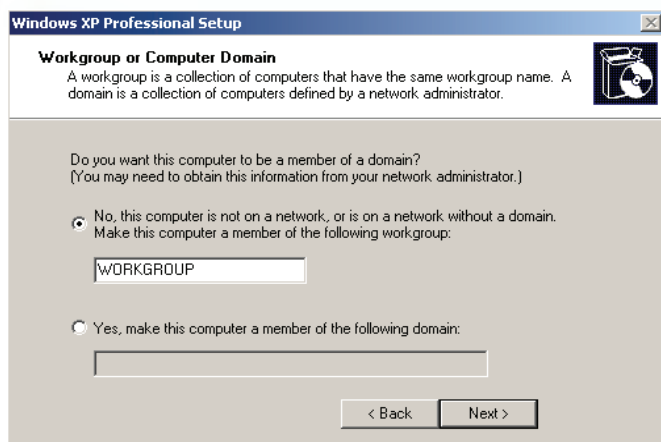 Windows XP Professional Setup
Workgroup or Computer Domain
A workgroup is a collection of computers that have the same workgroup name. A
domain is a collection of computers defined by a network administrator.
Do you want this computer to be a member of a domain?
(You may need to obtain this information from your network administrator.)
No, this computer is not on a network, or is on a network without a domain.
Make this computer a member of the following workgroup:
WORKGROUP
Yes, make this computer a member of the following domain:
< Back
Next >